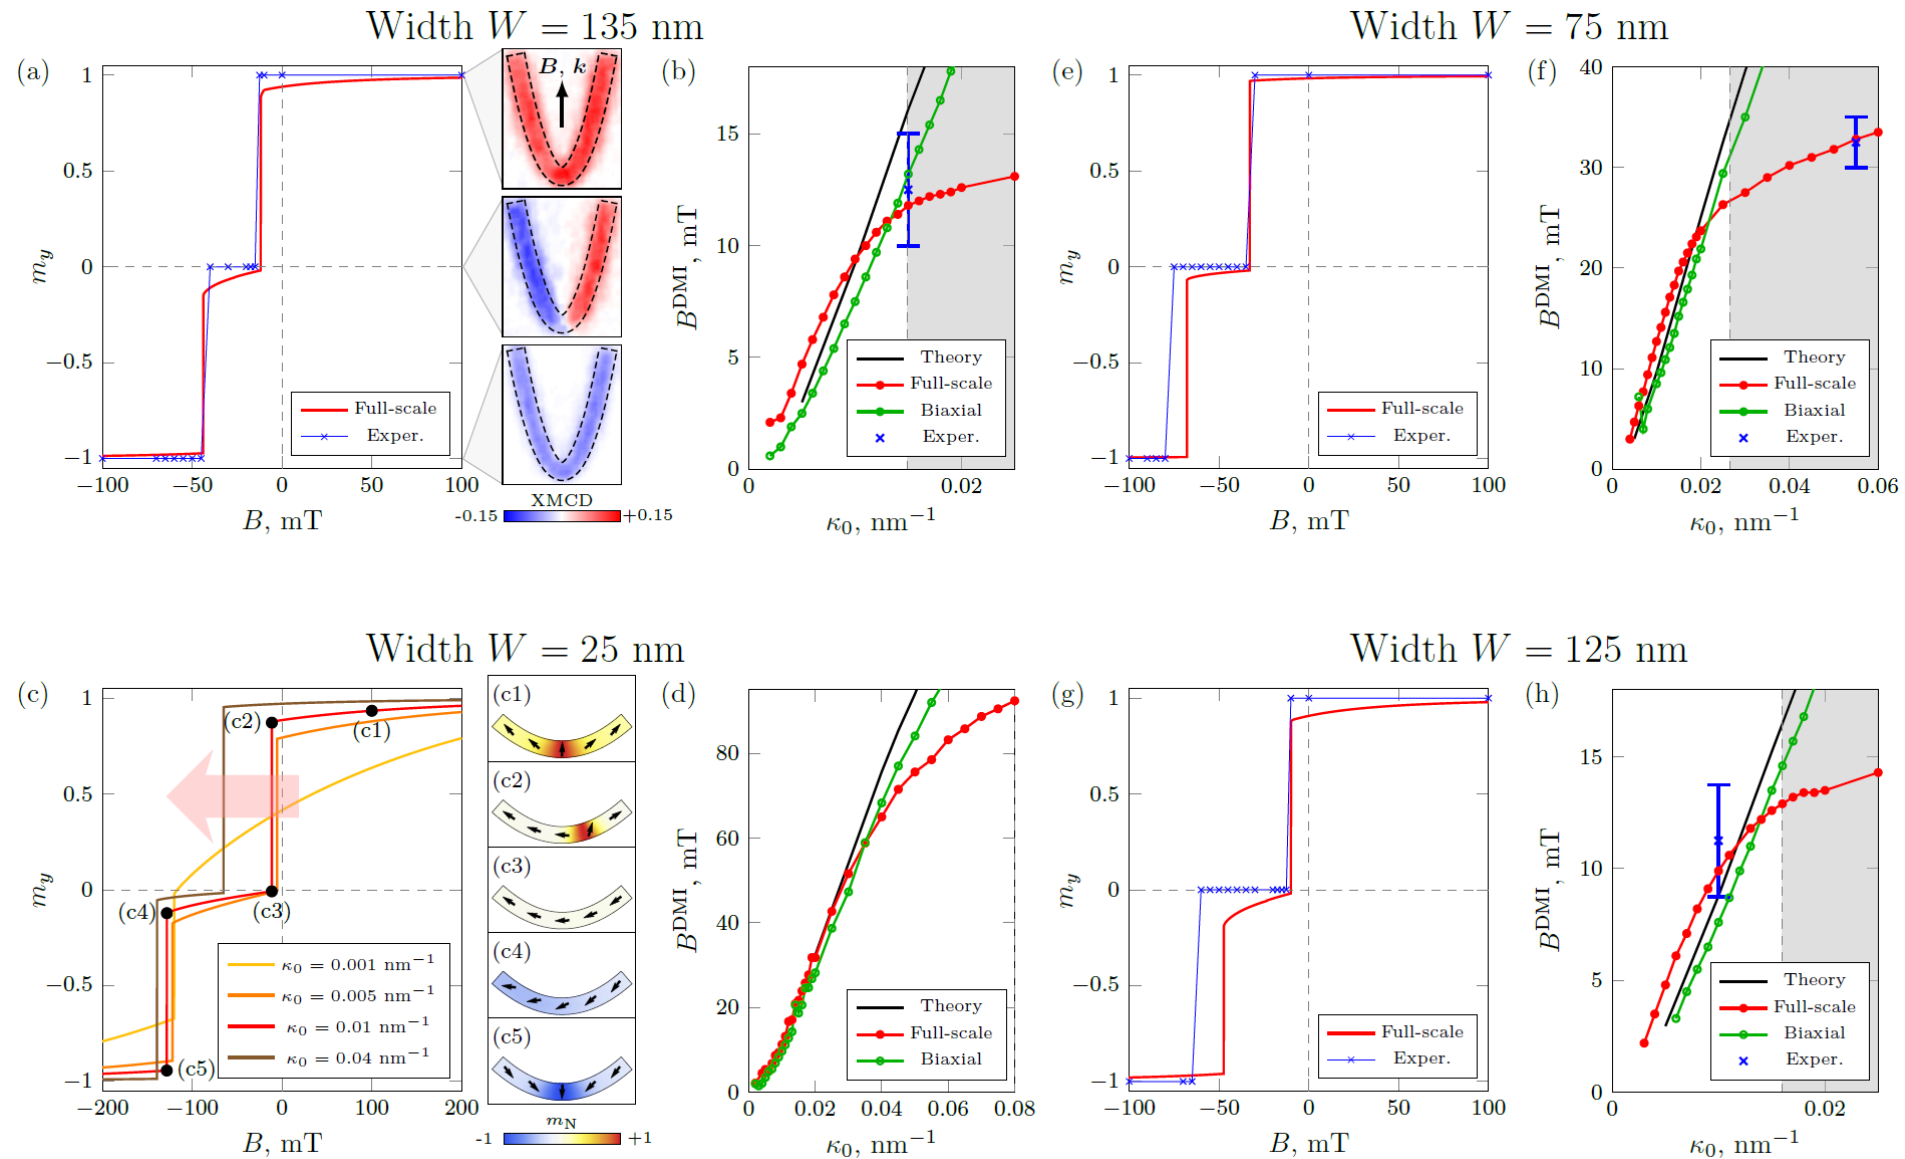 Width W = 135 nm
(a)
1
0.5
0
−0.5
−1
m_y
−100
−50
0
50
100
B, mT
Full-scale
Exper.
B, k
XMCD
-0.15
+0.15
(b)
15
10
5
0
B^DMI, mT
0
0.02
κ₀, nm⁻¹
Theory
Full-scale
Biaxial
Exper.
Width W = 75 nm
(e)
1
0.5
0
−0.5
−1
m_y
−100
−50
0
50
100
B, mT
Full-scale
Exper.
(f)
40
30
20
10
0
B^DMI, mT
0
0.02
0.04
0.06
κ₀, nm⁻¹
Theory
Full-scale
Biaxial
Exper.
Width W = 25 nm
(c)
1
0.5
0
−0.5
−1
m_y
−200
−100
0
100
200
B, mT
(c2)
(c1)
(c4)
(c3)
(c5)
κ₀ = 0.001 nm⁻¹
κ₀ = 0.005 nm⁻¹
κ₀ = 0.01 nm⁻¹
κ₀ = 0.04 nm⁻¹
(c1)
(c2)
(c3)
(c4)
(c5)
m_N
-1
+1
(d)
80
60
40
20
0
B^DMI, mT
0
0.02
0.04
0.06
0.08
κ₀, nm⁻¹
Theory
Full-scale
Biaxial
Width W = 125 nm
(g)
1
0.5
0
−0.5
−1
m_y
−100
−50
0
50
100
B, mT
Full-scale
Exper.
(h)
15
10
5
0
B^DMI, mT
0
0.02
κ₀, nm⁻¹
Theory
Full-scale
Biaxial
Exper.